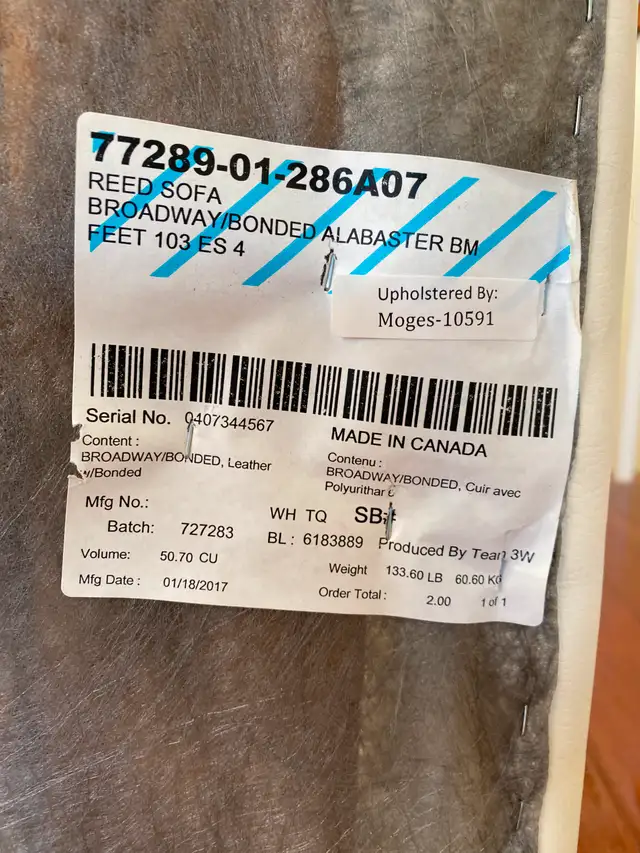 77289-01-286A07
REED SOFA
BROADWAY/BONDED ALABASTER BM
FEET 103 ES 4
Upholstered By:
Moges-10591
Serial No. 0407344567
MADE IN CANADA
Content :
BROADWAY/BONDED, Leather
w/Bonded
Contenu :
BROADWAY/BONDED, Cuir avec
Mfg No.:
WH TQ SB#
Batch: 727283
BL : 6183889
Produced By Team 3W
Volume: 50.70 CU
Weight 133.60 LB 60.60 KG
Mfg Date : 01/18/2017
Order Total : 2.00 1 of 1